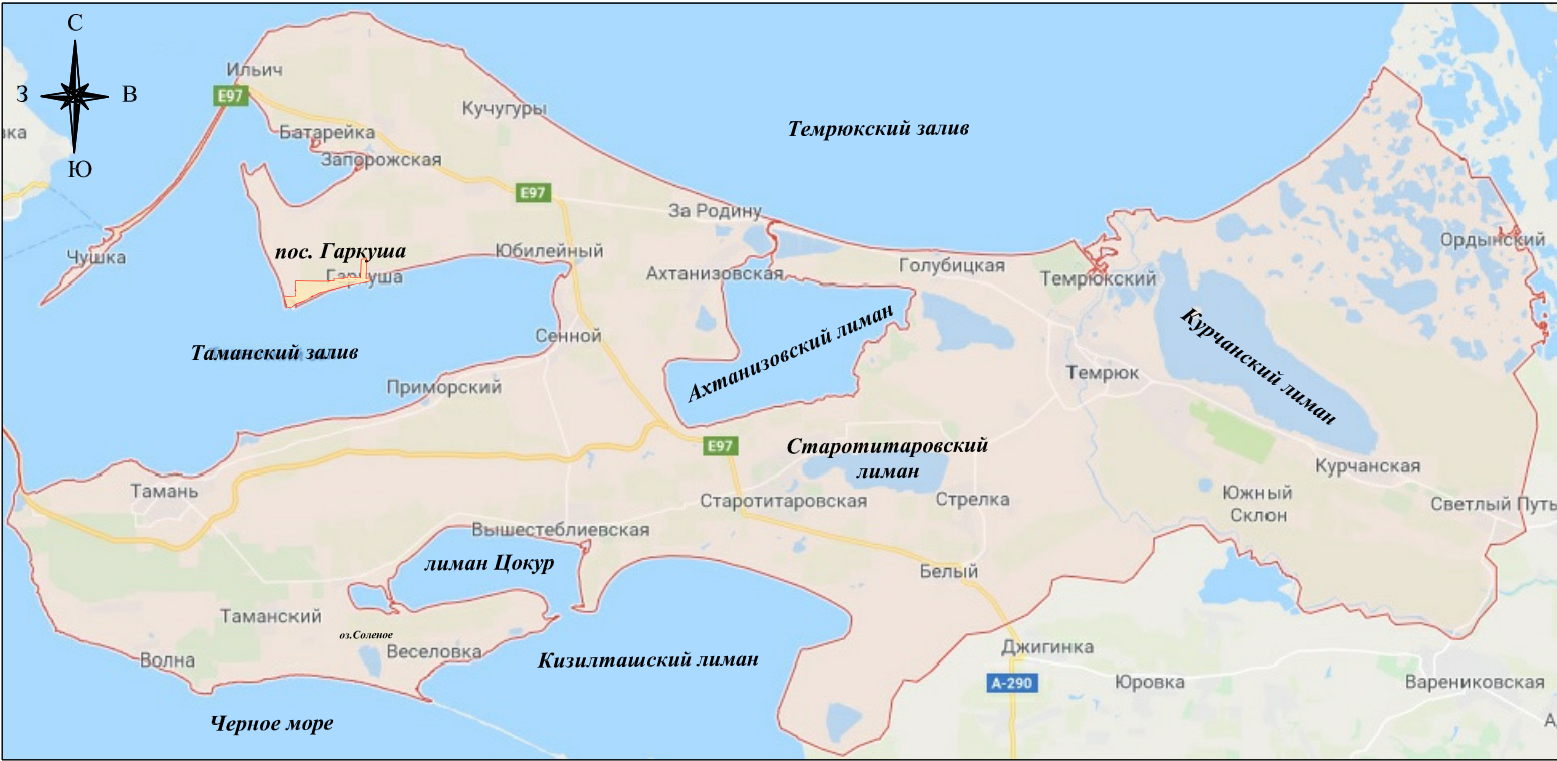 С
З
В
Ю
Ильич
E97
Кучугуры
Темрюкский залив
Батарейка
Запорожская
E97
За Родину
Чушка
пос. Гаркуша
Гаркуша
Юбилейный
Ахтанизовская
Голубицкая
Темрюкский
Ордынский
Таманский залив
Сенной
Приморский
Ахтанизовский лиман
Темрюк
Курчанский лиман
E97
Старотитаровский
лиман
Курчанская
Тамань
Старотитаровская
Стрелка
Южный
Склон
Светлый Путь
Вышестеблиевская
лиман Цокур
Белый
Таманский
оз.Соленое
Веселовка
Волна
Кизилташский лиман
Джигинка
A-290
Юровка
Варениковская
Черное море